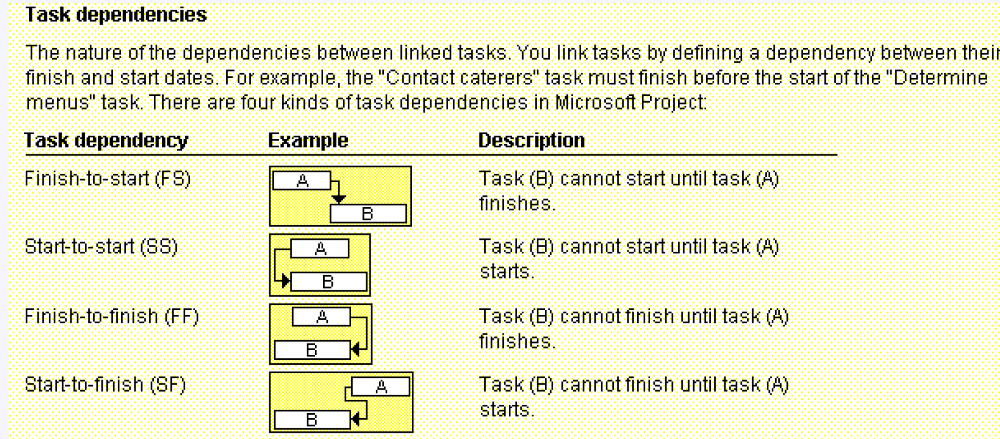 Task dependencies
The nature of the dependencies between linked tasks. You link tasks by defining a dependency between their
finish and start dates. For example, the "Contact caterers" task must finish before the start of the "Determine
menus" task. There are four kinds of task dependencies in Microsoft Project:
Task dependency Example Description
Finish-to-start (FS) A Task (B) cannot start until task (A)
B finishes.
Start-to-start (SS) A Task (B) cannot start until task (A)
B starts.
Finish-to-finish (FF) A Task (B) cannot finish until task (A)
B finishes.
Start-to-finish (SF) A Task (B) cannot finish until task (A)
B starts.